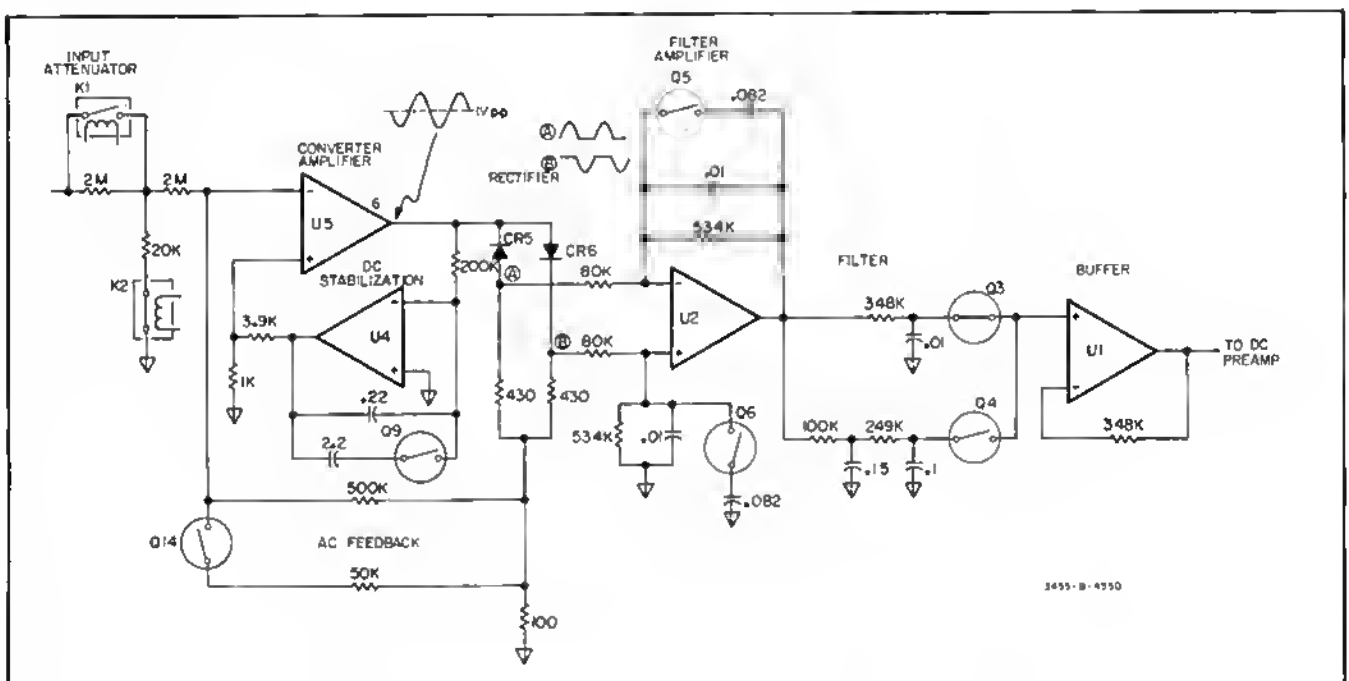 INPUT
ATTENUATOR
K1
2M
2M
20K
K2
CONVERTER
AMPLIFIER
6
U5
DC
STABILIZATION
U4
3.9K
1K
.22
2.2
Q9
200K
CR5
CR6
A
B
A
B
RECTIFIER
430
430
500K
Q14
AC FEEDBACK
50K
100
FILTER
AMPLIFIER
Q5
.082
.01
534K
80K
80K
U2
534K
.01
Q6
.082
FILTER
348K
.01
Q3
100K
249K
.15
.1
Q4
BUFFER
U1
348K
TO DC
PREAMP
3455-B-4550